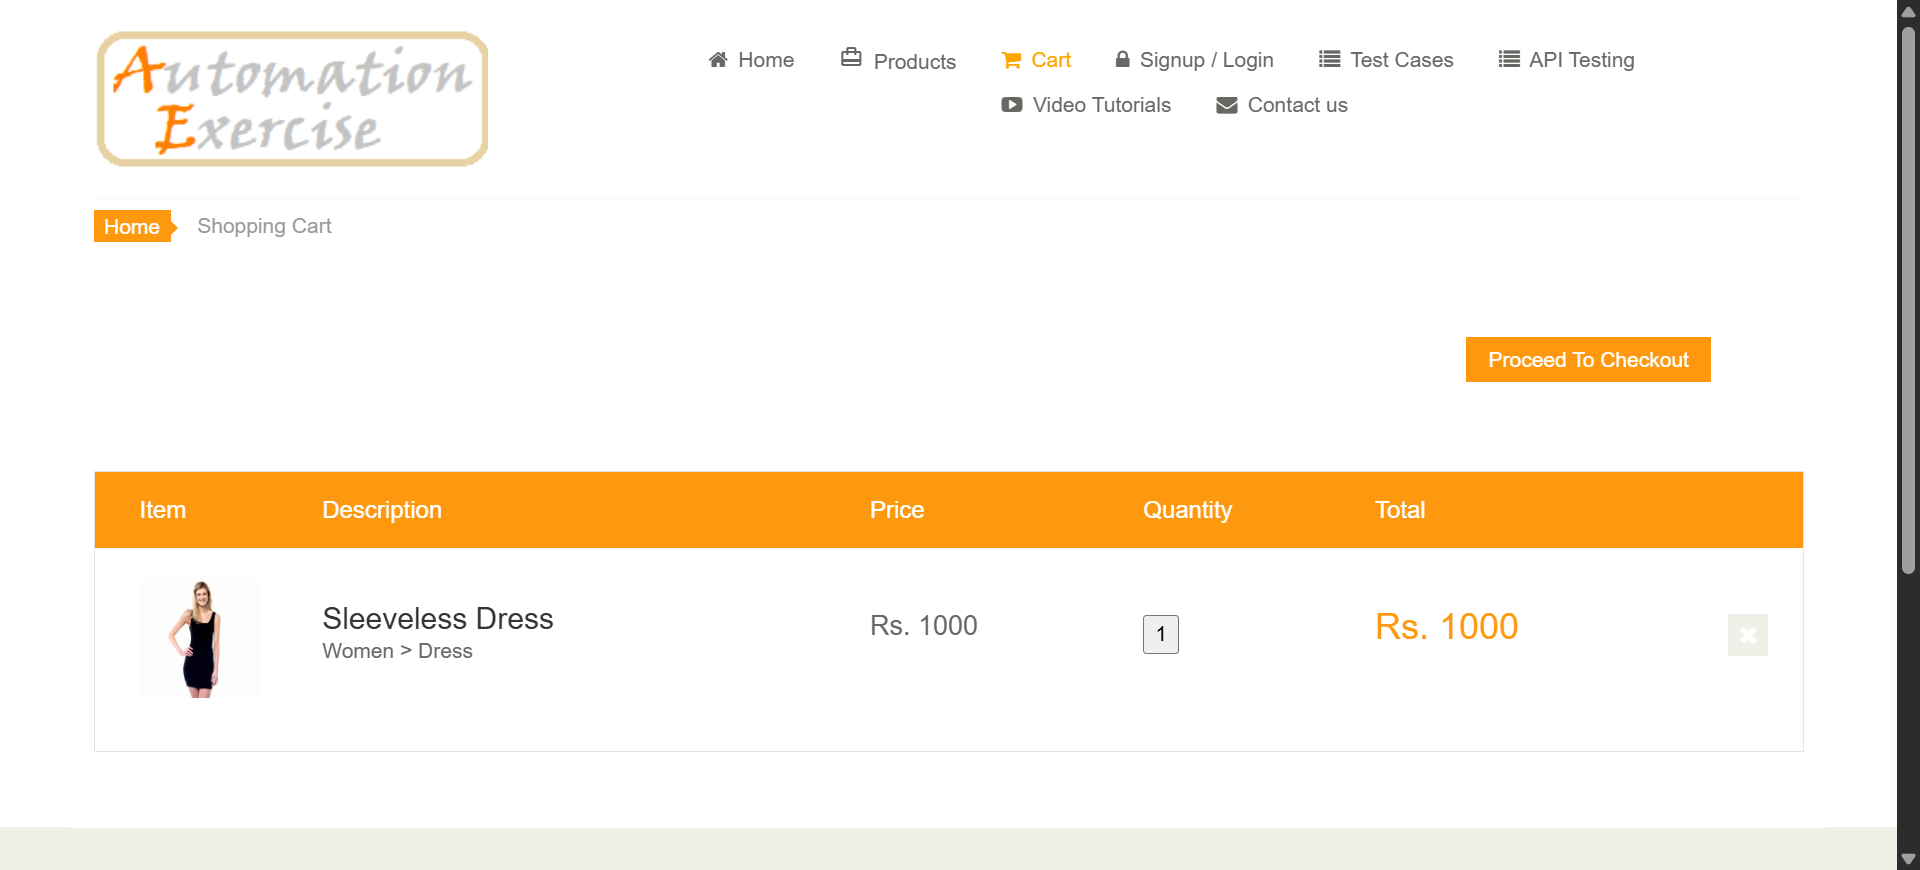 Automation
Exercise
Home
Products
Cart
Signup / Login
Test Cases
API Testing
Video Tutorials
Contact us
Home
Shopping Cart
Proceed To Checkout
Item Description Price Quantity Total
Sleeveless Dress
Women > Dress
Rs. 1000
1
Rs. 1000